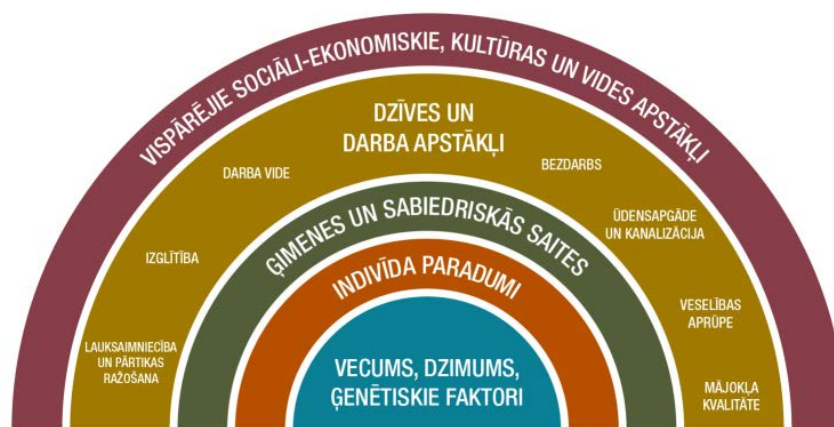 VISPĀRĒJIE SOCIĀLI-EKONOMISKIE, KULTŪRAS UN VIDES APSTĀKĻI
DZĪVES UN
DARBA APSTĀKĻI
DARBA VIDE
BEZDARBS
ŪDENSAPGĀDE
UN KANALIZĀCIJA
IZGLĪTĪBA
VESELĪBAS
APRŪPE
LAUKSAIMNIECĪBA
UN PĀRTIKAS
RAŽOŠANA
MĀJOKĻA
KVALITĀTE
ĢIMENES UN SABIEDRISKĀS SAITES
INDIVĪDA PARADUMI
VECUMS, DZIMUMS,
ĢENĒTISKIE FAKTORI